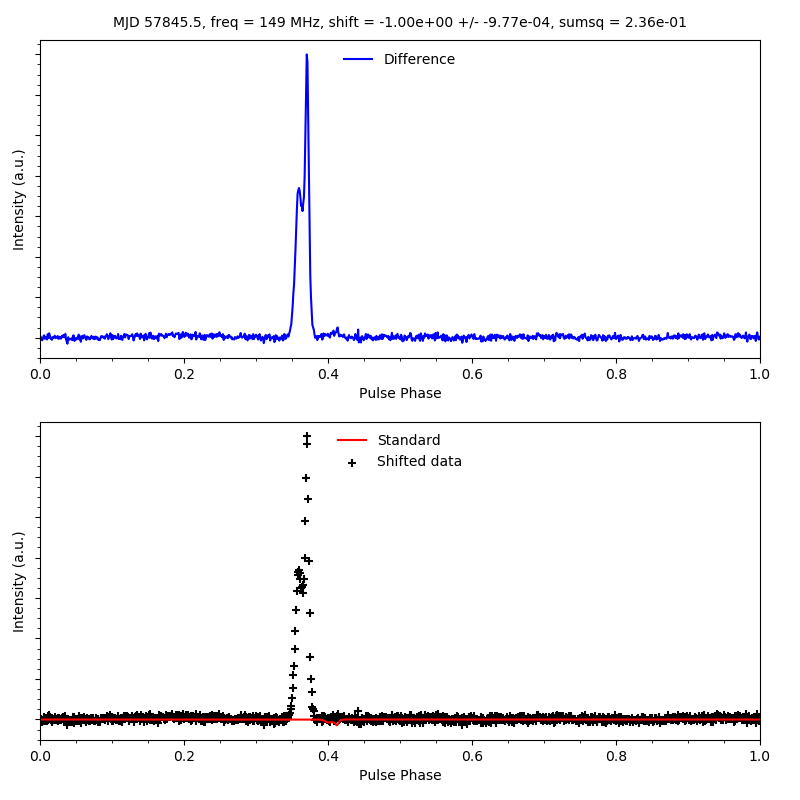 MJD 57845.5, freq = 149 MHz, shift = -1.00e+00 +/- -9.77e-04, sumsq = 2.36e-01
Difference
Intensity (a.u.)
0.0 0.2 0.4 0.6 0.8 1.0
Pulse Phase
Standard
Shifted data
Intensity (a.u.)
0.0 0.2 0.4 0.6 0.8 1.0
Pulse Phase